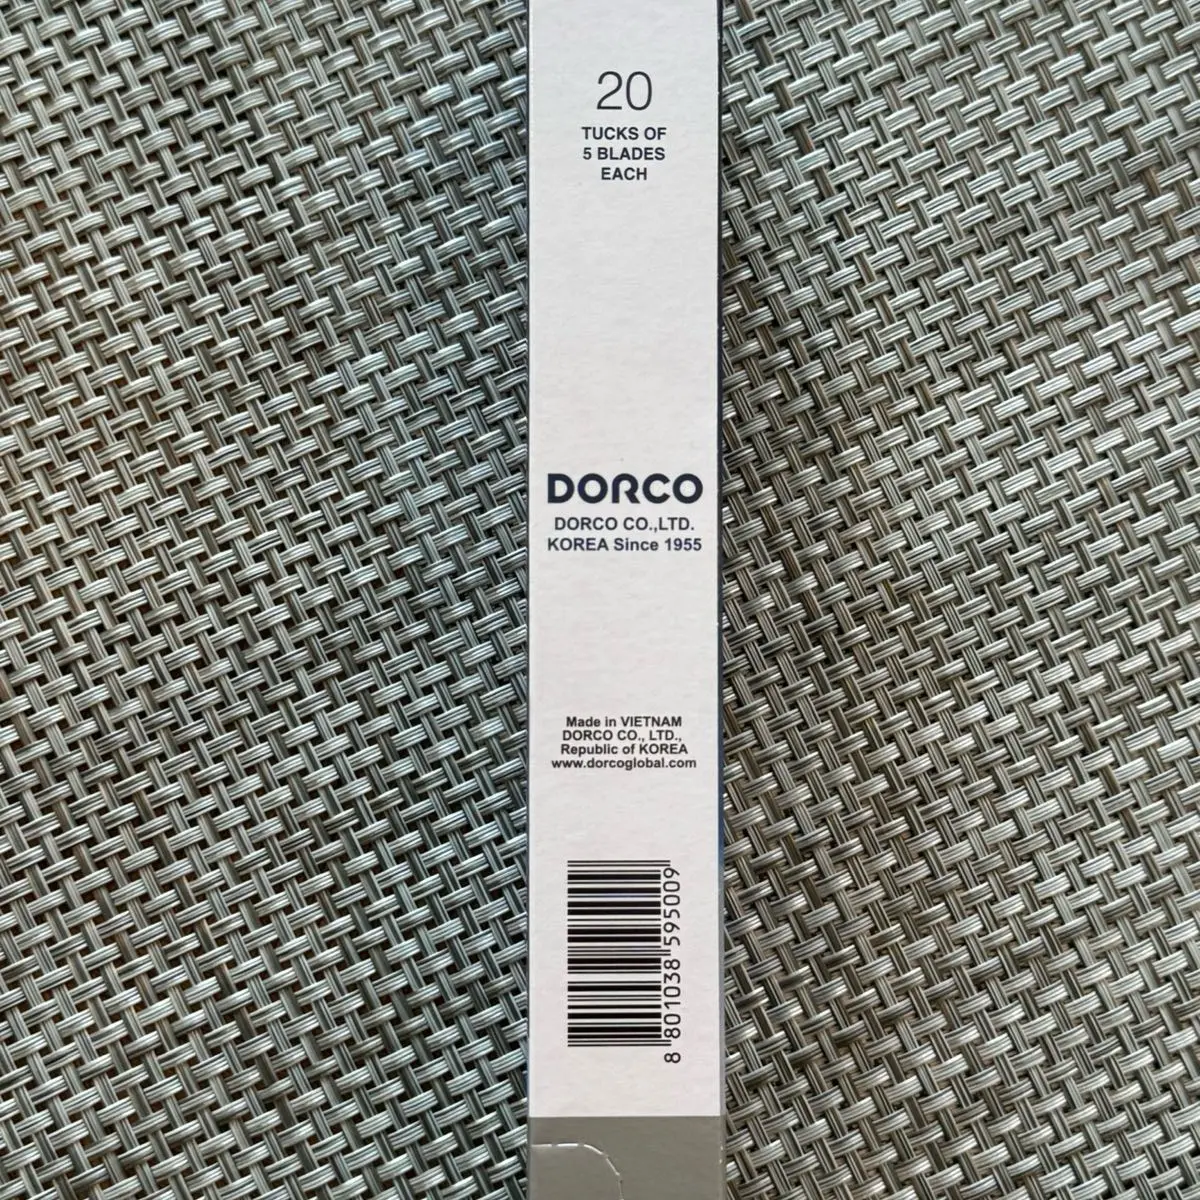 20
TUCKS OF
5 BLADES
EACH
DORCO
DORCO CO.,LTD.
KOREA Since 1955
Made in VIETNAM
DORCO CO., LTD.,
Republic of KOREA
www.dorcoglobal.com
8 801038 595009